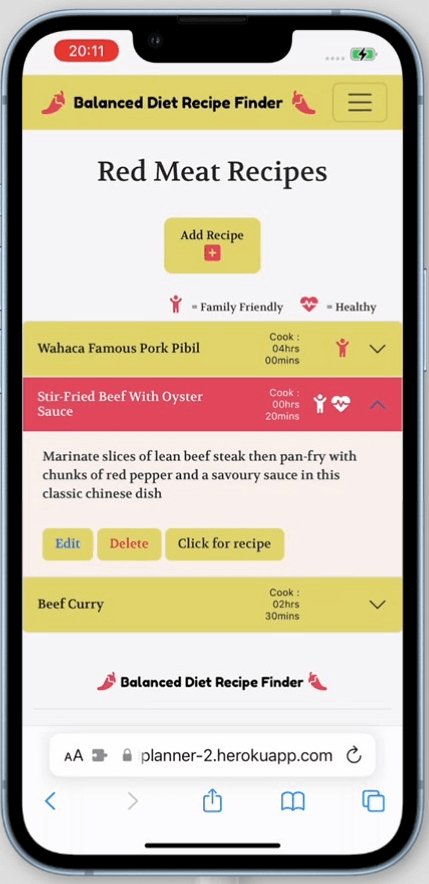 20:11
Balanced Diet Recipe Finder
Red Meat Recipes
Add Recipe
= Family Friendly = Healthy
Wahaca Famous Pork Pibil
Cook :
04hrs
00mins
Stir-Fried Beef With Oyster
Sauce
Cook :
00hrs
20mins
Marinate slices of lean beef steak then pan-fry with
chunks of red pepper and a savoury sauce in this
classic chinese dish
Edit Delete Click for recipe
Beef Curry
Cook :
02hrs
30mins
Balanced Diet Recipe Finder
AA planner-2.herokuapp.com